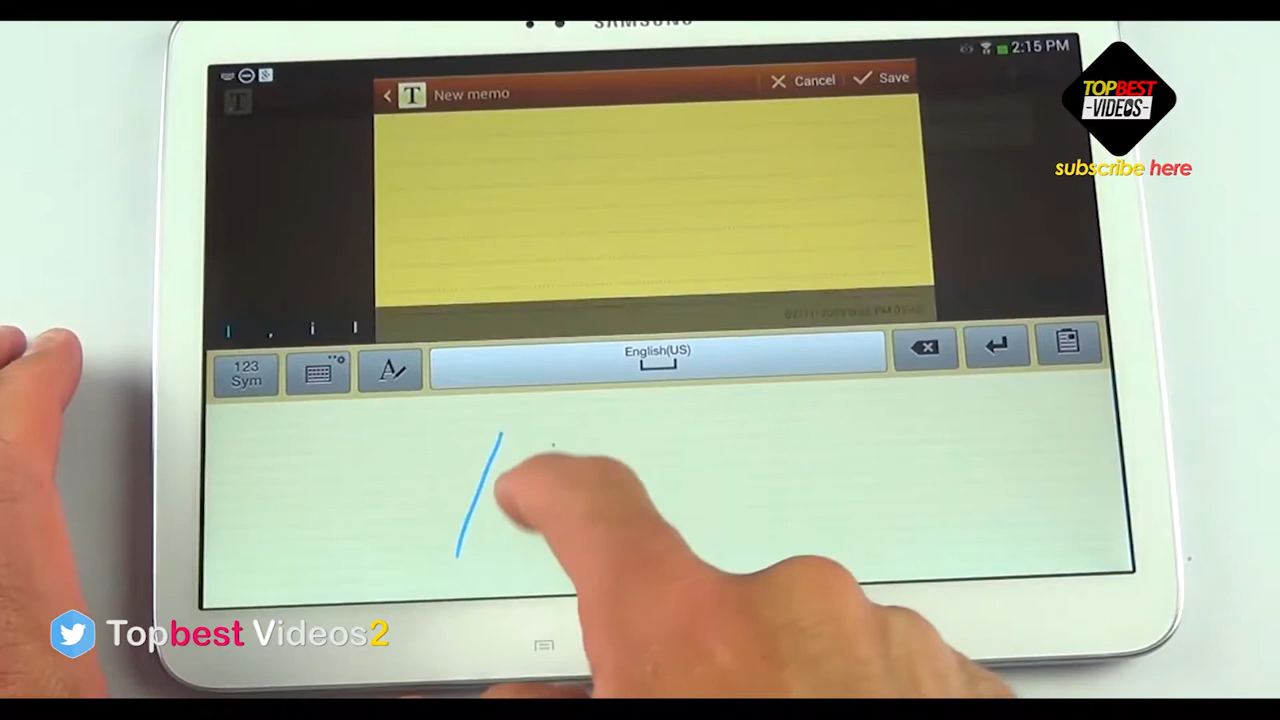 SAMSUNG
2:15 PM
T
T New memo
Cancel
Save
TOPBEST
-VIDEOS-
subscribe here
| , i l
123
Sym
English(US)
Topbest Videos2